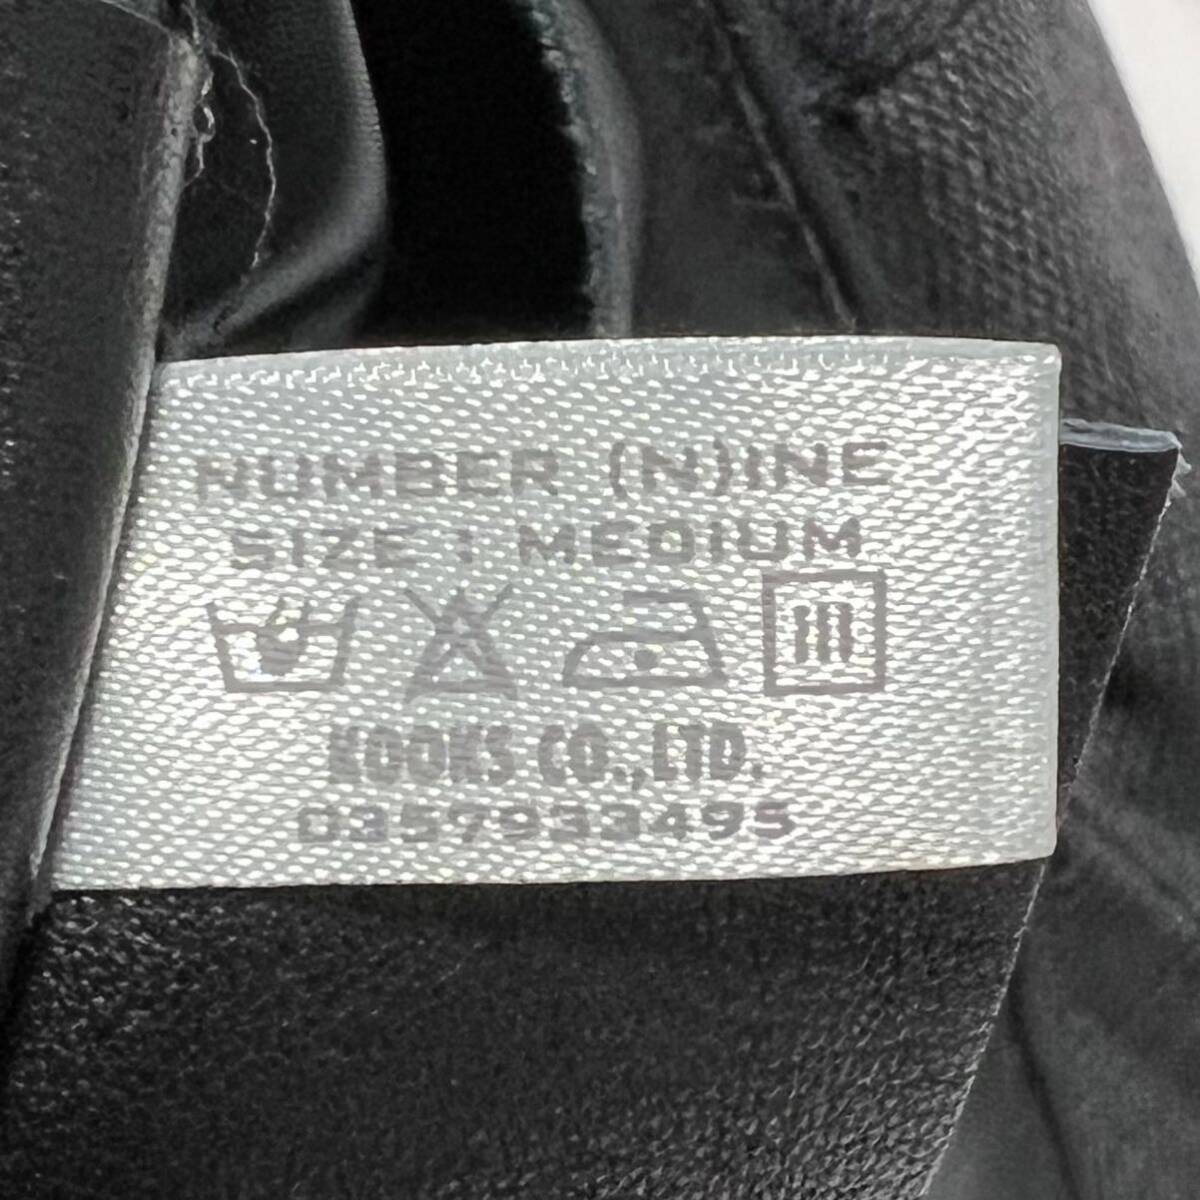 NUMBER (N)INE
SIZE : MEDIUM
KOOKS CO.,LTD.
0357933495